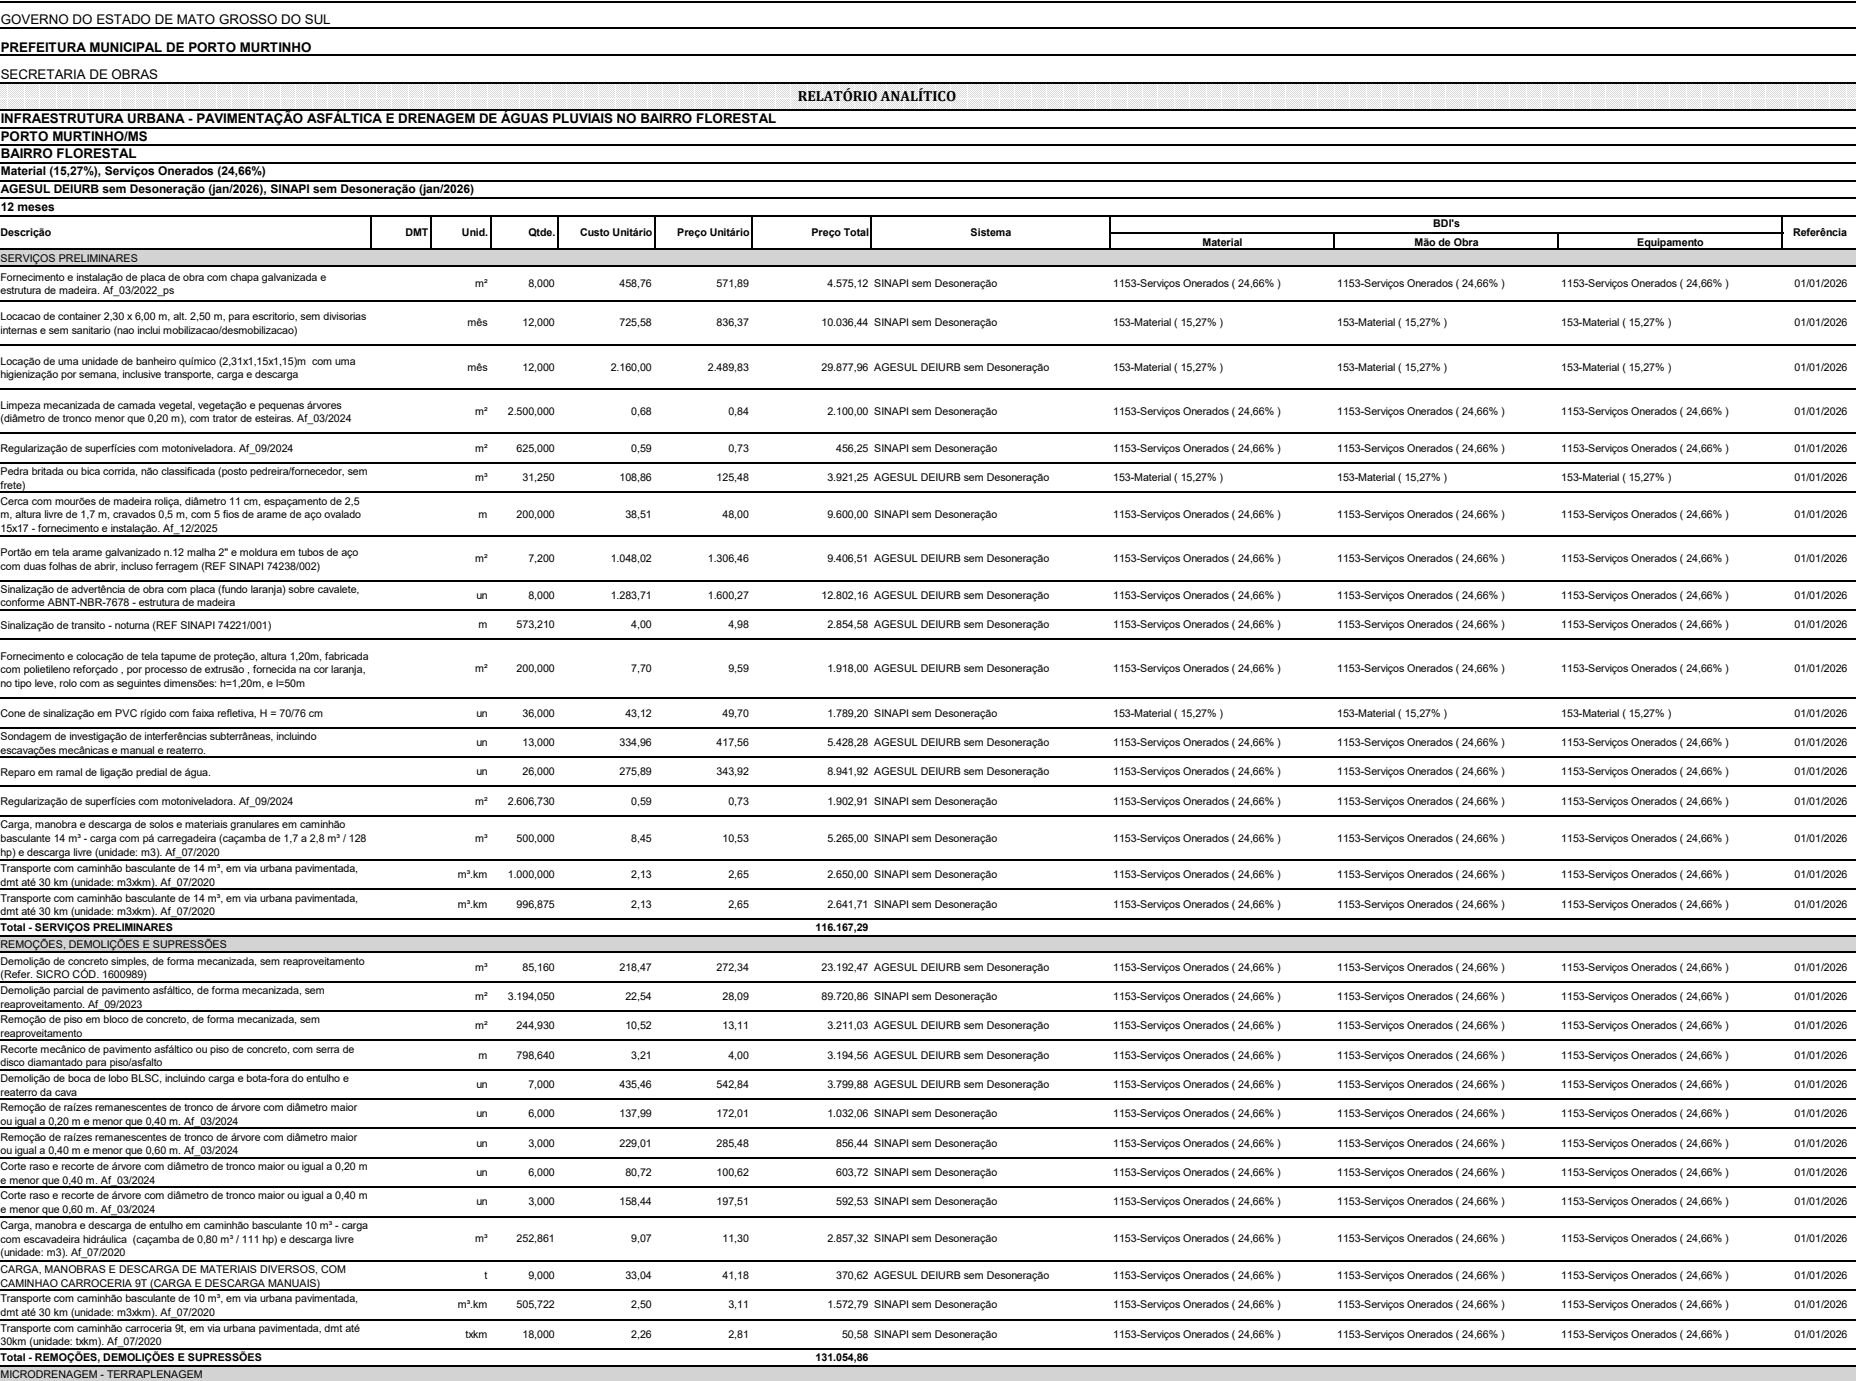 GOVERNO DO ESTADO DE MATO GROSSO DO SUL
PREFEITURA MUNICIPAL DE PORTO MURTINHO
SECRETARIA DE OBRAS
RELATÓRIO ANALÍTICO
INFRAESTRUTURA URBANA - PAVIMENTAÇÃO ASFÁLTICA E DRENAGEM DE ÁGUAS PLUVIAIS NO BAIRRO FLORESTAL
PORTO MURTINHO/MS
BAIRRO FLORESTAL
Material (15,27%), Serviços Onerados (24,66%)
AGESUL DEIURB sem Desoneração (jan/2026), SINAPI sem Desoneração (jan/2026)
12 meses
Descrição DMT Unid. Qtde. Custo Unitário Preço Unitário Preço Total Sistema BDI's Referência
Material Mão de Obra Equipamento
SERVIÇOS PRELIMINARES
Fornecimento e instalação de placa de obra com chapa galvanizada e
estrutura de madeira. Af_03/2022_ps
m² 8,000 458,76 571,89 4.575,12 SINAPI sem Desoneração 1153-Serviços Onerados ( 24,66% ) 1153-Serviços Onerados ( 24,66% ) 1153-Serviços Onerados ( 24,66% ) 01/01/2026
Locacao de container 2,30 x 6,00 m, alt. 2,50 m, para escritorio, sem divisorias
internas e sem sanitario (nao inclui mobilizacao/desmobilizacao)
mês 12,000 725,58 836,37 10.036,44 SINAPI sem Desoneração 153-Material ( 15,27% ) 153-Material ( 15,27% ) 153-Material ( 15,27% ) 01/01/2026
Locação de uma unidade de banheiro químico (2,31x1,15x1,15)m com uma
higienização por semana, inclusive transporte, carga e descarga
mês 12,000 2.160,00 2.489,83 29.877,96 AGESUL DEIURB sem Desoneração 153-Material ( 15,27% ) 153-Material ( 15,27% ) 153-Material ( 15,27% ) 01/01/2026
Limpeza mecanizada de camada vegetal, vegetação e pequenas árvores
(diâmetro de tronco menor que 0,20 m), com trator de esteiras. Af_03/2024
m² 2.500,000 0,68 0,84 2.100,00 SINAPI sem Desoneração 1153-Serviços Onerados ( 24,66% ) 1153-Serviços Onerados ( 24,66% ) 1153-Serviços Onerados ( 24,66% ) 01/01/2026
Regularização de superfícies com motoniveladora. Af_09/2024 m² 625,000 0,59 0,73 456,25 SINAPI sem Desoneração 1153-Serviços Onerados ( 24,66% ) 1153-Serviços Onerados ( 24,66% ) 1153-Serviços Onerados ( 24,66% ) 01/01/2026
Pedra britada ou bica corrida, não classificada (posto pedreira/fornecedor, sem
frete)
m³ 31,250 108,86 125,48 3.921,25 AGESUL DEIURB sem Desoneração 153-Material ( 15,27% ) 153-Material ( 15,27% ) 153-Material ( 15,27% ) 01/01/2026
Cerca com mourões de madeira roliça, diâmetro 11 cm, espaçamento de 2,5
m, altura livre de 1,7 m, cravados 0,5 m, com 5 fios de arame de aço ovalado
15x17 - fornecimento e instalação. Af_12/2025
m 200,000 38,51 48,00 9.600,00 SINAPI sem Desoneração 1153-Serviços Onerados ( 24,66% ) 1153-Serviços Onerados ( 24,66% ) 1153-Serviços Onerados ( 24,66% ) 01/01/2026
Portão em tela arame galvanizado n.12 malha 2" e moldura em tubos de aço
com duas folhas de abrir, incluso ferragem (REF SINAPI 74238/002)
m² 7,200 1.048,02 1.306,46 9.406,51 AGESUL DEIURB sem Desoneração 1153-Serviços Onerados ( 24,66% ) 1153-Serviços Onerados ( 24,66% ) 1153-Serviços Onerados ( 24,66% ) 01/01/2026
Sinalização de advertência de obra com placa (fundo laranja) sobre cavalete,
conforme ABNT-NBR-7678 - estrutura de madeira
un 8,000 1.283,71 1.600,27 12.802,16 AGESUL DEIURB sem Desoneração 1153-Serviços Onerados ( 24,66% ) 1153-Serviços Onerados ( 24,66% ) 1153-Serviços Onerados ( 24,66% ) 01/01/2026
Sinalização de transito - noturna (REF SINAPI 74221/001) m 573,210 4,00 4,98 2.854,58 AGESUL DEIURB sem Desoneração 1153-Serviços Onerados ( 24,66% ) 1153-Serviços Onerados ( 24,66% ) 1153-Serviços Onerados ( 24,66% ) 01/01/2026
Fornecimento e colocação de tela tapume de proteção, altura 1,20m, fabricada
com polietileno reforçado , por processo de extrusão , fornecida na cor laranja,
no tipo leve, rolo com as seguintes dimensões: h=1,20m, e l=50m
m² 200,000 7,70 9,59 1.918,00 AGESUL DEIURB sem Desoneração 1153-Serviços Onerados ( 24,66% ) 1153-Serviços Onerados ( 24,66% ) 1153-Serviços Onerados ( 24,66% ) 01/01/2026
Cone de sinalização em PVC rígido com faixa refletiva, H = 70/76 cm un 36,000 43,12 49,70 1.789,20 SINAPI sem Desoneração 153-Material ( 15,27% ) 153-Material ( 15,27% ) 153-Material ( 15,27% ) 01/01/2026
Sondagem de investigação de interferências subterrâneas, incluindo
escavações mecânicas e manual e reaterro.
un 13,000 334,96 417,56 5.428,28 AGESUL DEIURB sem Desoneração 1153-Serviços Onerados ( 24,66% ) 1153-Serviços Onerados ( 24,66% ) 1153-Serviços Onerados ( 24,66% ) 01/01/2026
Reparo em ramal de ligação predial de água. un 26,000 275,89 343,92 8.941,92 AGESUL DEIURB sem Desoneração 1153-Serviços Onerados ( 24,66% ) 1153-Serviços Onerados ( 24,66% ) 1153-Serviços Onerados ( 24,66% ) 01/01/2026
Regularização de superfícies com motoniveladora. Af_09/2024 m² 2.606,730 0,59 0,73 1.902,91 SINAPI sem Desoneração 1153-Serviços Onerados ( 24,66% ) 1153-Serviços Onerados ( 24,66% ) 1153-Serviços Onerados ( 24,66% ) 01/01/2026
Carga, manobra e descarga de solos e materiais granulares em caminhão
basculante 14 m³ - carga com pá carregadeira (caçamba de 1,7 a 2,8 m³ / 128
hp) e descarga livre (unidade: m3). Af_07/2020
m³ 500,000 8,45 10,53 5.265,00 SINAPI sem Desoneração 1153-Serviços Onerados ( 24,66% ) 1153-Serviços Onerados ( 24,66% ) 1153-Serviços Onerados ( 24,66% ) 01/01/2026
Transporte com caminhão basculante de 14 m³, em via urbana pavimentada,
dmt até 30 km (unidade: m3xkm). Af_07/2020
m³.km 1.000,000 2,13 2,65 2.650,00 SINAPI sem Desoneração 1153-Serviços Onerados ( 24,66% ) 1153-Serviços Onerados ( 24,66% ) 1153-Serviços Onerados ( 24,66% ) 01/01/2026
Transporte com caminhão basculante de 14 m³, em via urbana pavimentada,
dmt até 30 km (unidade: m3xkm). Af_07/2020
m³.km 996,875 2,13 2,65 2.641,71 SINAPI sem Desoneração 1153-Serviços Onerados ( 24,66% ) 1153-Serviços Onerados ( 24,66% ) 1153-Serviços Onerados ( 24,66% ) 01/01/2026
Total - SERVIÇOS PRELIMINARES 116.167,29
REMOÇÕES, DEMOLIÇÕES E SUPRESSÕES
Demolição de concreto simples, de forma mecanizada, sem reaproveitamento
(Refer. SICRO CÓD. 1600989)
m³ 85,160 218,47 272,34 23.192,47 AGESUL DEIURB sem Desoneração 1153-Serviços Onerados ( 24,66% ) 1153-Serviços Onerados ( 24,66% ) 1153-Serviços Onerados ( 24,66% ) 01/01/2026
Demolição parcial de pavimento asfáltico, de forma mecanizada, sem
reaproveitamento. Af_09/2023
m² 3.194,050 22,54 28,09 89.720,86 SINAPI sem Desoneração 1153-Serviços Onerados ( 24,66% ) 1153-Serviços Onerados ( 24,66% ) 1153-Serviços Onerados ( 24,66% ) 01/01/2026
Remoção de piso em bloco de concreto, de forma mecanizada, sem
reaproveitamento
m² 244,930 10,52 13,11 3.211,03 AGESUL DEIURB sem Desoneração 1153-Serviços Onerados ( 24,66% ) 1153-Serviços Onerados ( 24,66% ) 1153-Serviços Onerados ( 24,66% ) 01/01/2026
Recorte mecânico de pavimento asfáltico ou piso de concreto, com serra de
disco diamantado para piso/asfalto
m 798,640 3,21 4,00 3.194,56 AGESUL DEIURB sem Desoneração 1153-Serviços Onerados ( 24,66% ) 1153-Serviços Onerados ( 24,66% ) 1153-Serviços Onerados ( 24,66% ) 01/01/2026
Demolição de boca de lobo BLSC, incluindo carga e bota-fora do entulho e
reaterro da cava
un 7,000 435,46 542,84 3.799,88 AGESUL DEIURB sem Desoneração 1153-Serviços Onerados ( 24,66% ) 1153-Serviços Onerados ( 24,66% ) 1153-Serviços Onerados ( 24,66% ) 01/01/2026
Remoção de raízes remanescentes de tronco de árvore com diâmetro maior
ou igual a 0,20 m e menor que 0,40 m. Af_03/2024
un 6,000 137,99 172,01 1.032,06 SINAPI sem Desoneração 1153-Serviços Onerados ( 24,66% ) 1153-Serviços Onerados ( 24,66% ) 1153-Serviços Onerados ( 24,66% ) 01/01/2026
Remoção de raízes remanescentes de tronco de árvore com diâmetro maior
ou igual a 0,40 m e menor que 0,60 m. Af_03/2024
un 3,000 229,01 285,48 856,44 SINAPI sem Desoneração 1153-Serviços Onerados ( 24,66% ) 1153-Serviços Onerados ( 24,66% ) 1153-Serviços Onerados ( 24,66% ) 01/01/2026
Corte raso e recorte de árvore com diâmetro de tronco maior ou igual a 0,20 m
e menor que 0,40 m. Af_03/2024
un 6,000 80,72 100,62 603,72 SINAPI sem Desoneração 1153-Serviços Onerados ( 24,66% ) 1153-Serviços Onerados ( 24,66% ) 1153-Serviços Onerados ( 24,66% ) 01/01/2026
Corte raso e recorte de árvore com diâmetro de tronco maior ou igual a 0,40 m
e menor que 0,60 m. Af_03/2024
un 3,000 158,44 197,51 592,53 SINAPI sem Desoneração 1153-Serviços Onerados ( 24,66% ) 1153-Serviços Onerados ( 24,66% ) 1153-Serviços Onerados ( 24,66% ) 01/01/2026
Carga, manobra e descarga de entulho em caminhão basculante 10 m³ - carga
com escavadeira hidráulica (caçamba de 0,80 m³ / 111 hp) e descarga livre
(unidade: m3). Af_07/2020
m³ 252,861 9,07 11,30 2.857,32 SINAPI sem Desoneração 1153-Serviços Onerados ( 24,66% ) 1153-Serviços Onerados ( 24,66% ) 1153-Serviços Onerados ( 24,66% ) 01/01/2026
CARGA, MANOBRAS E DESCARGA DE MATERIAIS DIVERSOS, COM
CAMINHAO CARROCERIA 9T (CARGA E DESCARGA MANUAIS)
t 9,000 33,04 41,18 370,62 AGESUL DEIURB sem Desoneração 1153-Serviços Onerados ( 24,66% ) 1153-Serviços Onerados ( 24,66% ) 1153-Serviços Onerados ( 24,66% ) 01/01/2026
Transporte com caminhão basculante de 10 m³, em via urbana pavimentada,
dmt até 30 km (unidade: m3xkm). Af_07/2020
m³.km 505,722 2,50 3,11 1.572,79 SINAPI sem Desoneração 1153-Serviços Onerados ( 24,66% ) 1153-Serviços Onerados ( 24,66% ) 1153-Serviços Onerados ( 24,66% ) 01/01/2026
Transporte com caminhão carroceria 9t, em via urbana pavimentada, dmt até
30km (unidade: txkm). Af_07/2020
txkm 18,000 2,26 2,81 50,58 SINAPI sem Desoneração 1153-Serviços Onerados ( 24,66% ) 1153-Serviços Onerados ( 24,66% ) 1153-Serviços Onerados ( 24,66% ) 01/01/2026
Total - REMOÇÕES, DEMOLIÇÕES E SUPRESSÕES 131.054,86
MICRODRENAGEM - TERRAPLENAGEM